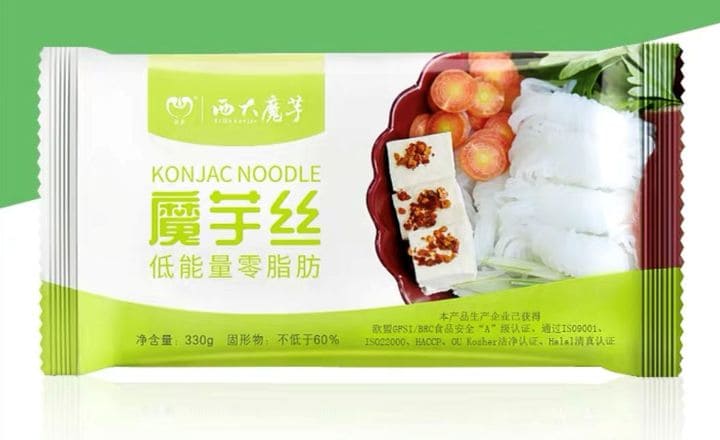 西大魔芋
KONJAC NOODLE
魔芋丝
低能量零脂肪
净含量：330g 固形物：不低于60%
本产品生产企业已获得
欧盟GFSI/BRC食品安全“A”级认证、通过ISO9001、
ISO22000、HACCP、OU Kosher洁净认证、Halal清真认证